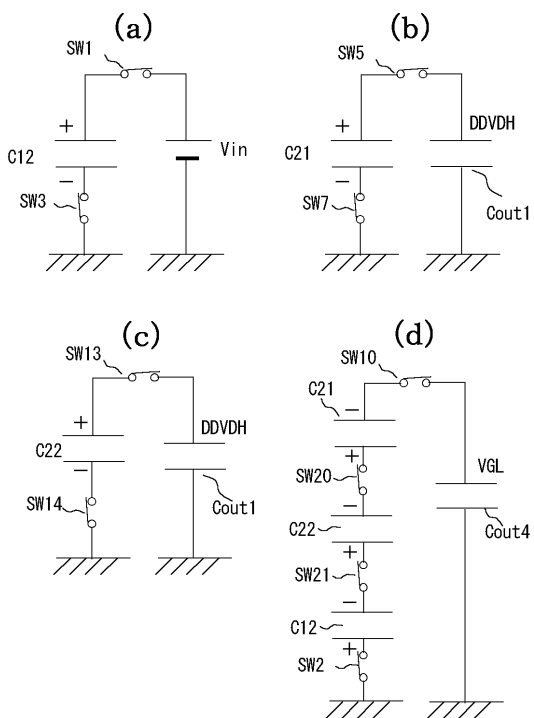 (a)
SW1
+
C12
−
SW3
Vin
(b)
SW5
+
C21
−
SW7
DDVDH
Cout1
(c)
SW13
+
C22
−
SW14
DDVDH
Cout1
(d)
SW10
C21
−
+
SW20
−
C22
+
SW21
−
C12
+
SW2
VGL
Cout4